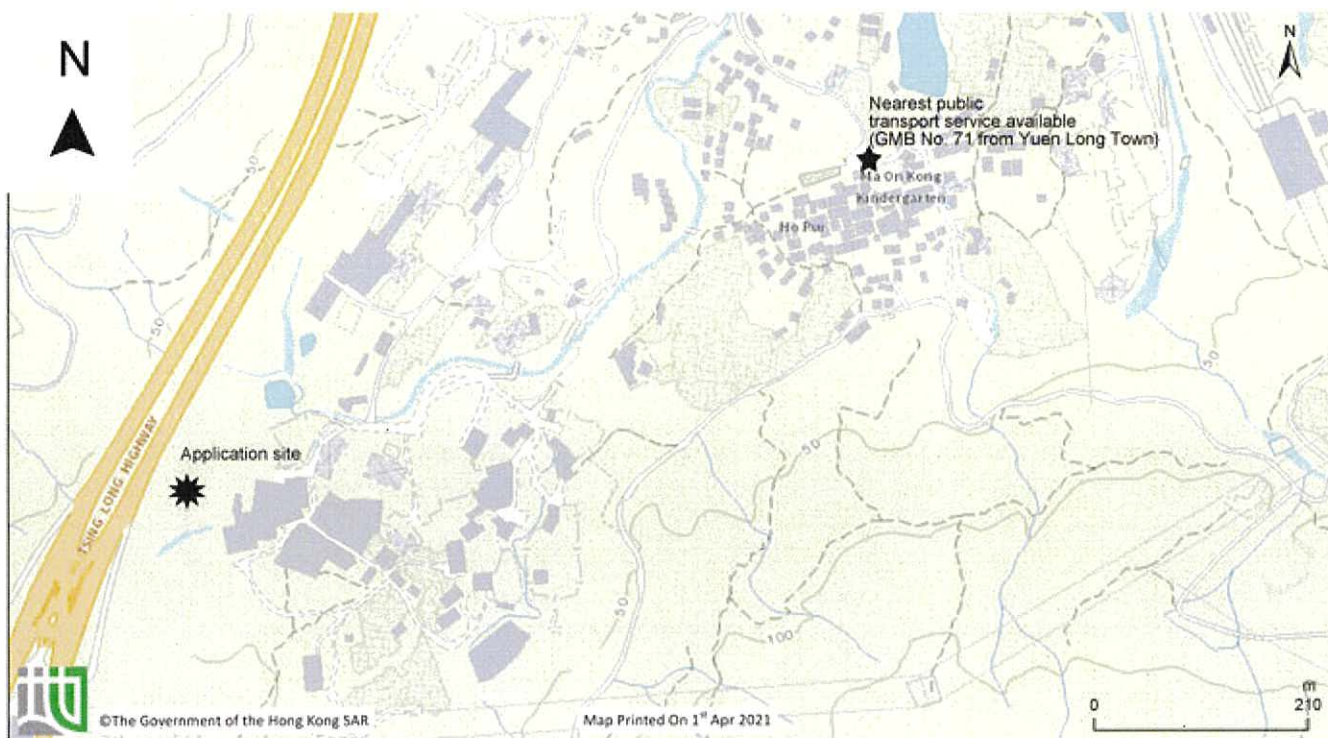 N
N
Nearest public
transport service available
(GMB No. 71 from Yuen Long Town)
Ma On Kong
Kindergarten
Ho Pui
50
50
50
50
50
50
100
TSING LONG HIGHWAY
Application site
©The Government of the Hong Kong SAR
Map Printed On 1st Apr 2021
0
m
210